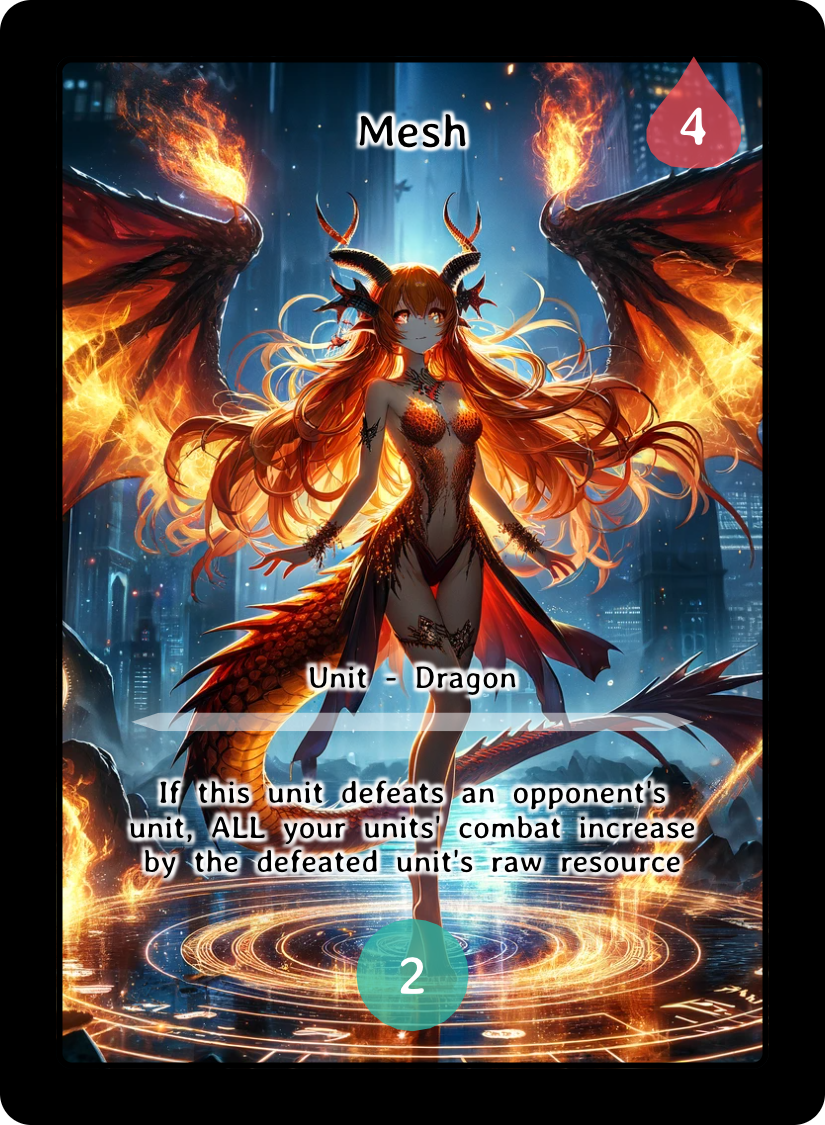 Mesh
4
Unit - Dragon
If this unit defeats an opponent's
unit, ALL your units' combat increase
by the defeated unit's raw resource
2